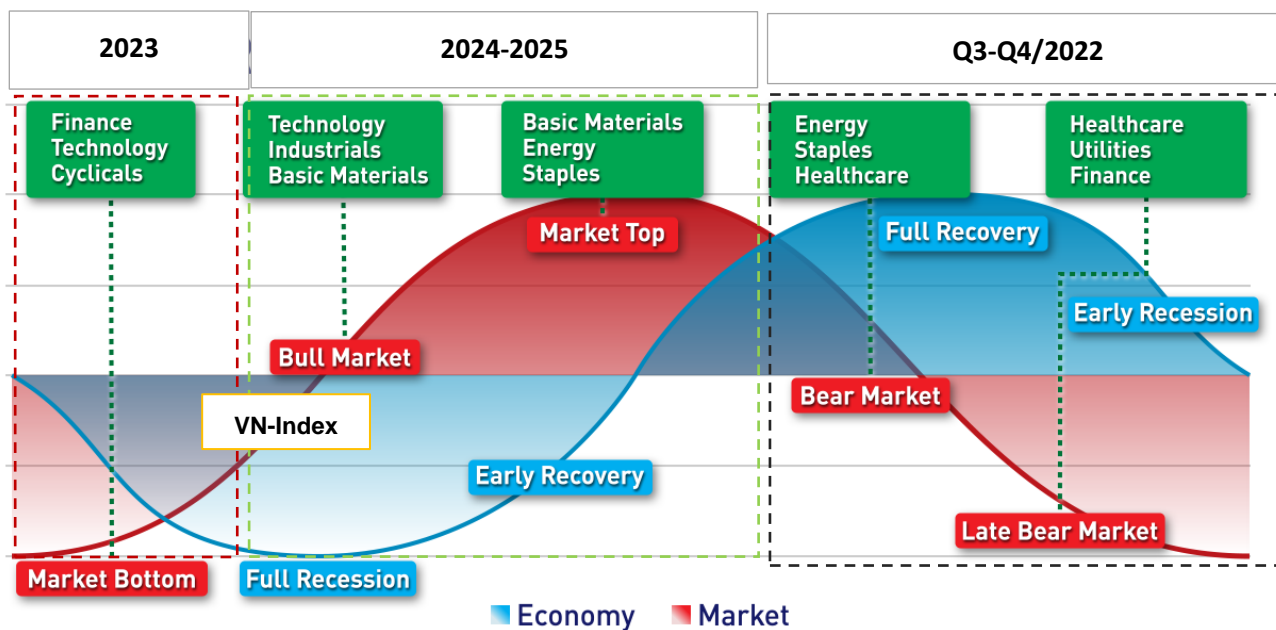 2023
2024-2025
Q3-Q4/2022
Finance
Technology
Cyclicals
Technology
Industrials
Basic Materials
Basic Materials
Energy
Staples
Energy
Staples
Healthcare
Healthcare
Utilities
Finance
Market Top
Full Recovery
Early Recession
Bull Market
Bear Market
VN-Index
Early Recovery
Late Bear Market
Market Bottom
Full Recession
Economy
Market